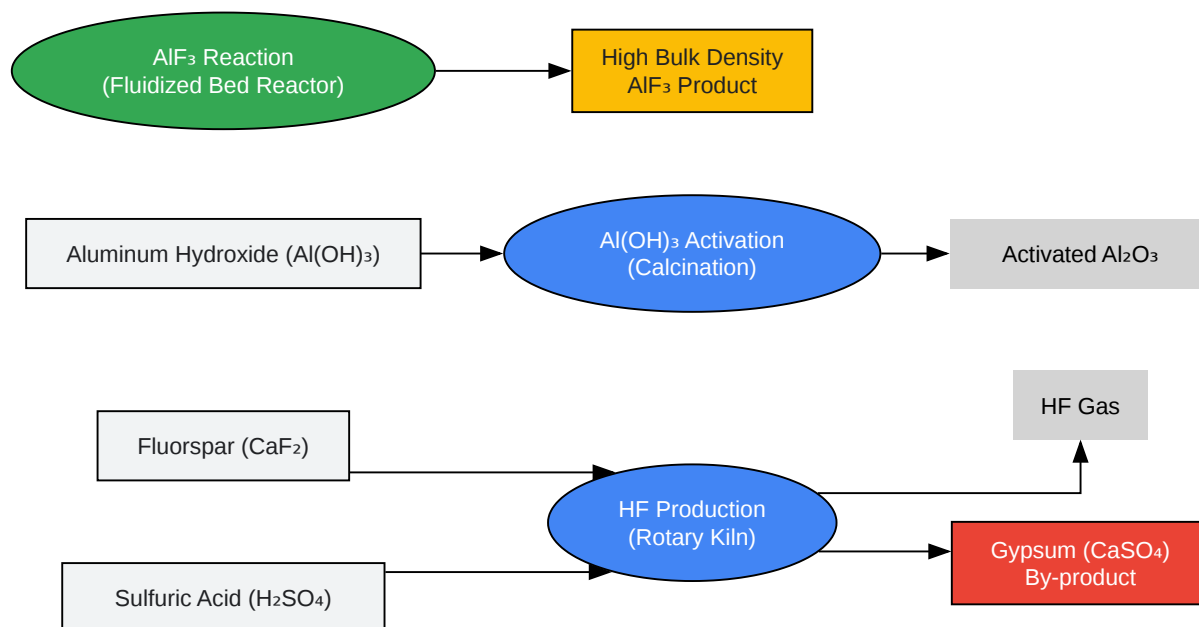 AlF₃ Reaction
(Fluidized Bed Reactor)
High Bulk Density
AlF₃ Product
Aluminum Hydroxide (Al(OH)₃)
Al(OH)₃ Activation
(Calcination)
Activated Al₂O₃
HF Gas
Fluorspar (CaF₂)
HF Production
(Rotary Kiln)
Gypsum (CaSO₄)
By-product
Sulfuric Acid (H₂SO₄)